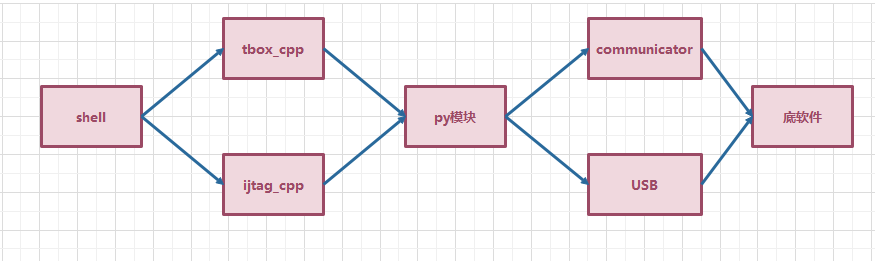 tbox_cpp
communicator
shell
py模块
底软件
ijtag_cpp
USB